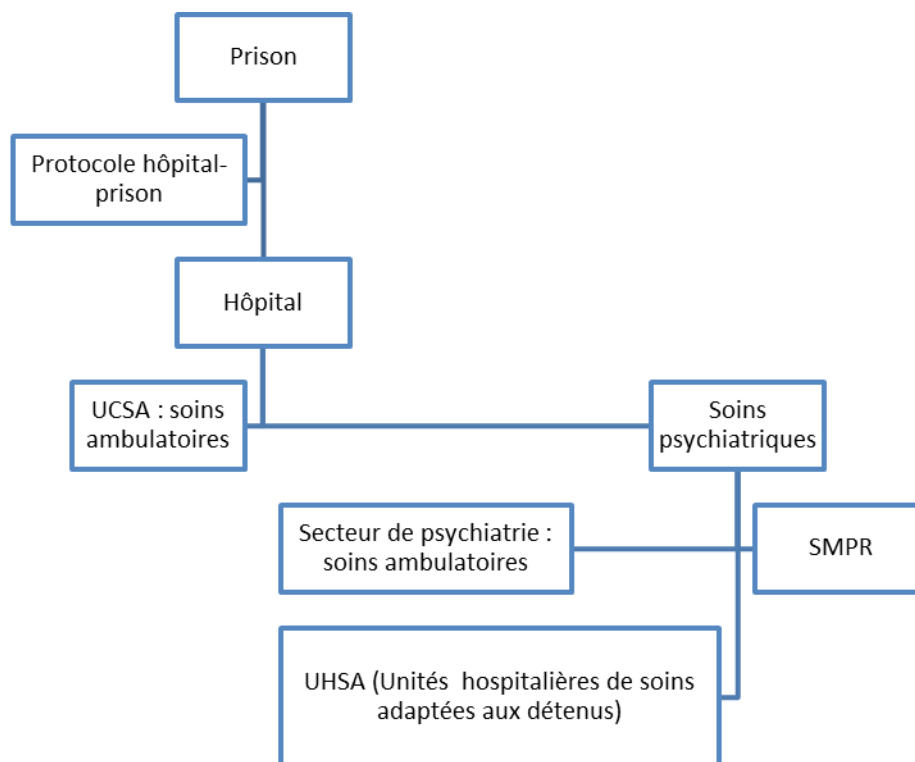 Prison
Protocole hôpital-
prison
Hôpital
UCSA : soins
ambulatoires
Soins
psychiatriques
Secteur de psychiatrie :
soins ambulatoires
SMPR
UHSA (Unités hospitalières de soins
adaptées aux détenus)